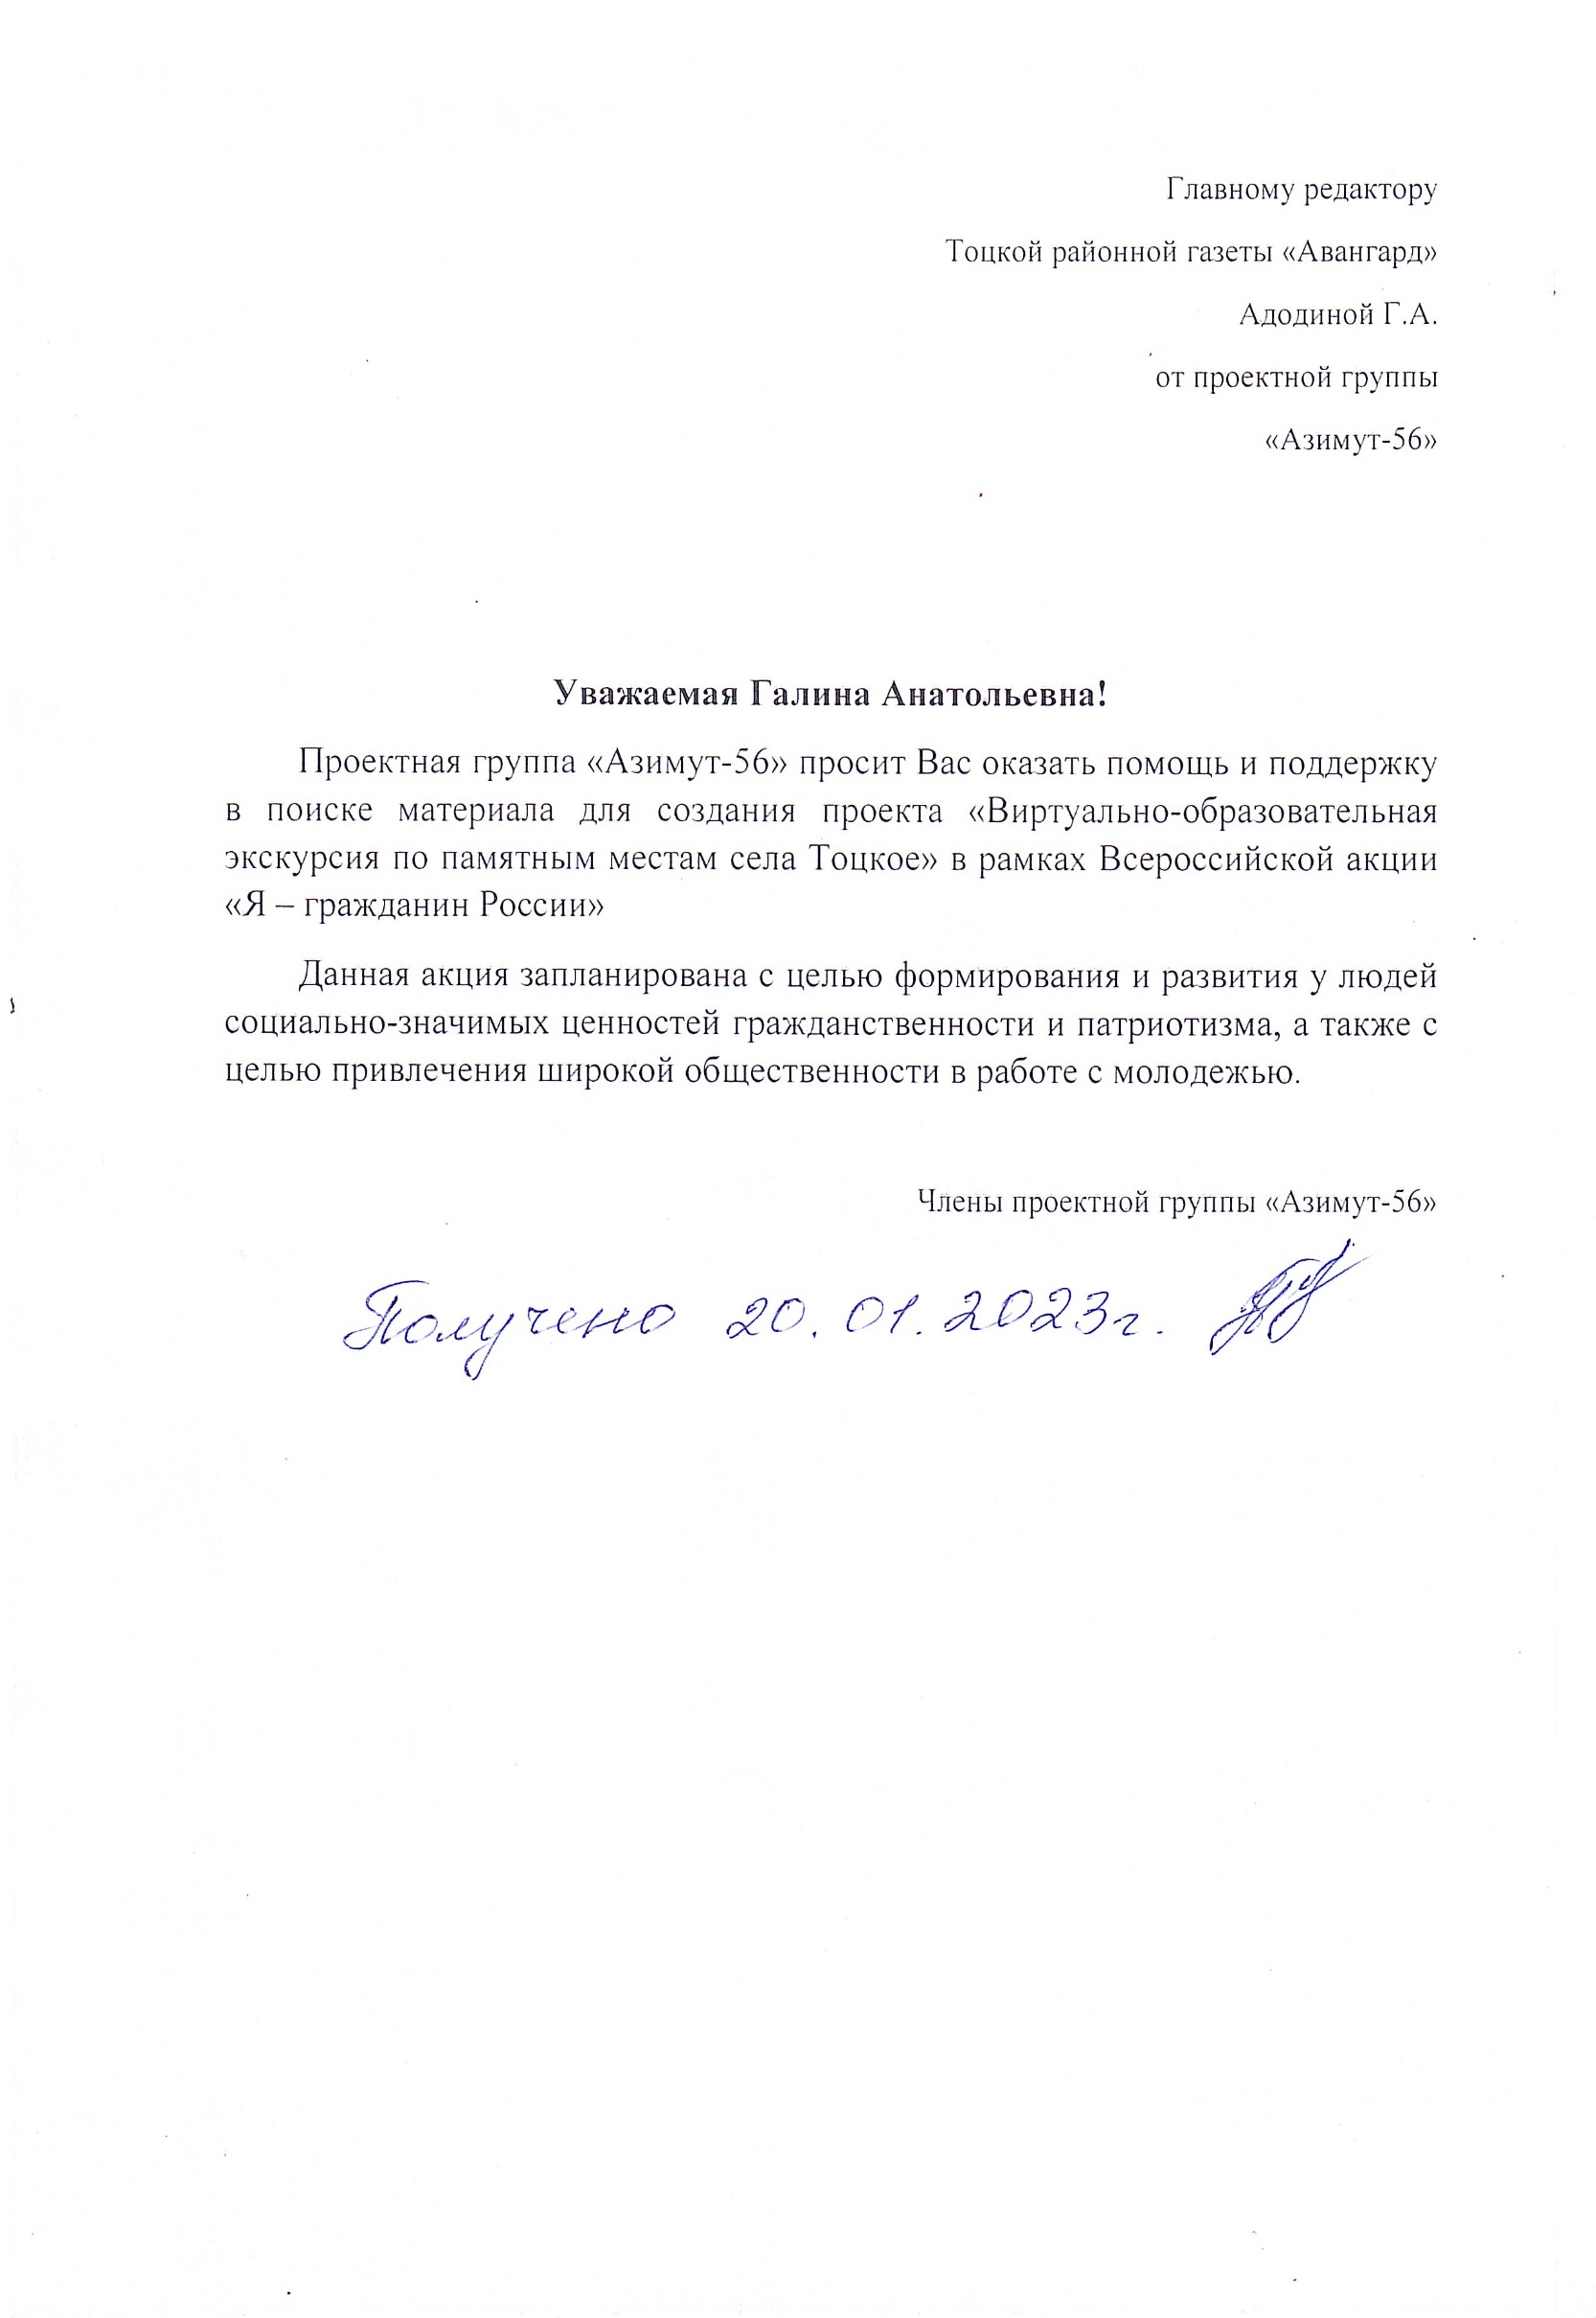 Главному редактору
Тоцкой районной газеты «Авангард»
Адодиной Г.А.
от проектной группы
«Азимут-56»
Уважаемая Галина Анатольевна!
Проектная группа «Азимут-56» просит Вас оказать помощь и поддержку
в поиске материала для создания проекта «Виртуально-образовательная
экскурсия по памятным местам села Тоцкое» в рамках Всероссийской акции
«Я – гражданин России»
Данная акция запланирована с целью формирования и развития у людей
социально-значимых ценностей гражданственности и патриотизма, а также с
целью привлечения широкой общественности в работе с молодежью.
Члены проектной группы «Азимут-56»
Получено 20.01.2023г.